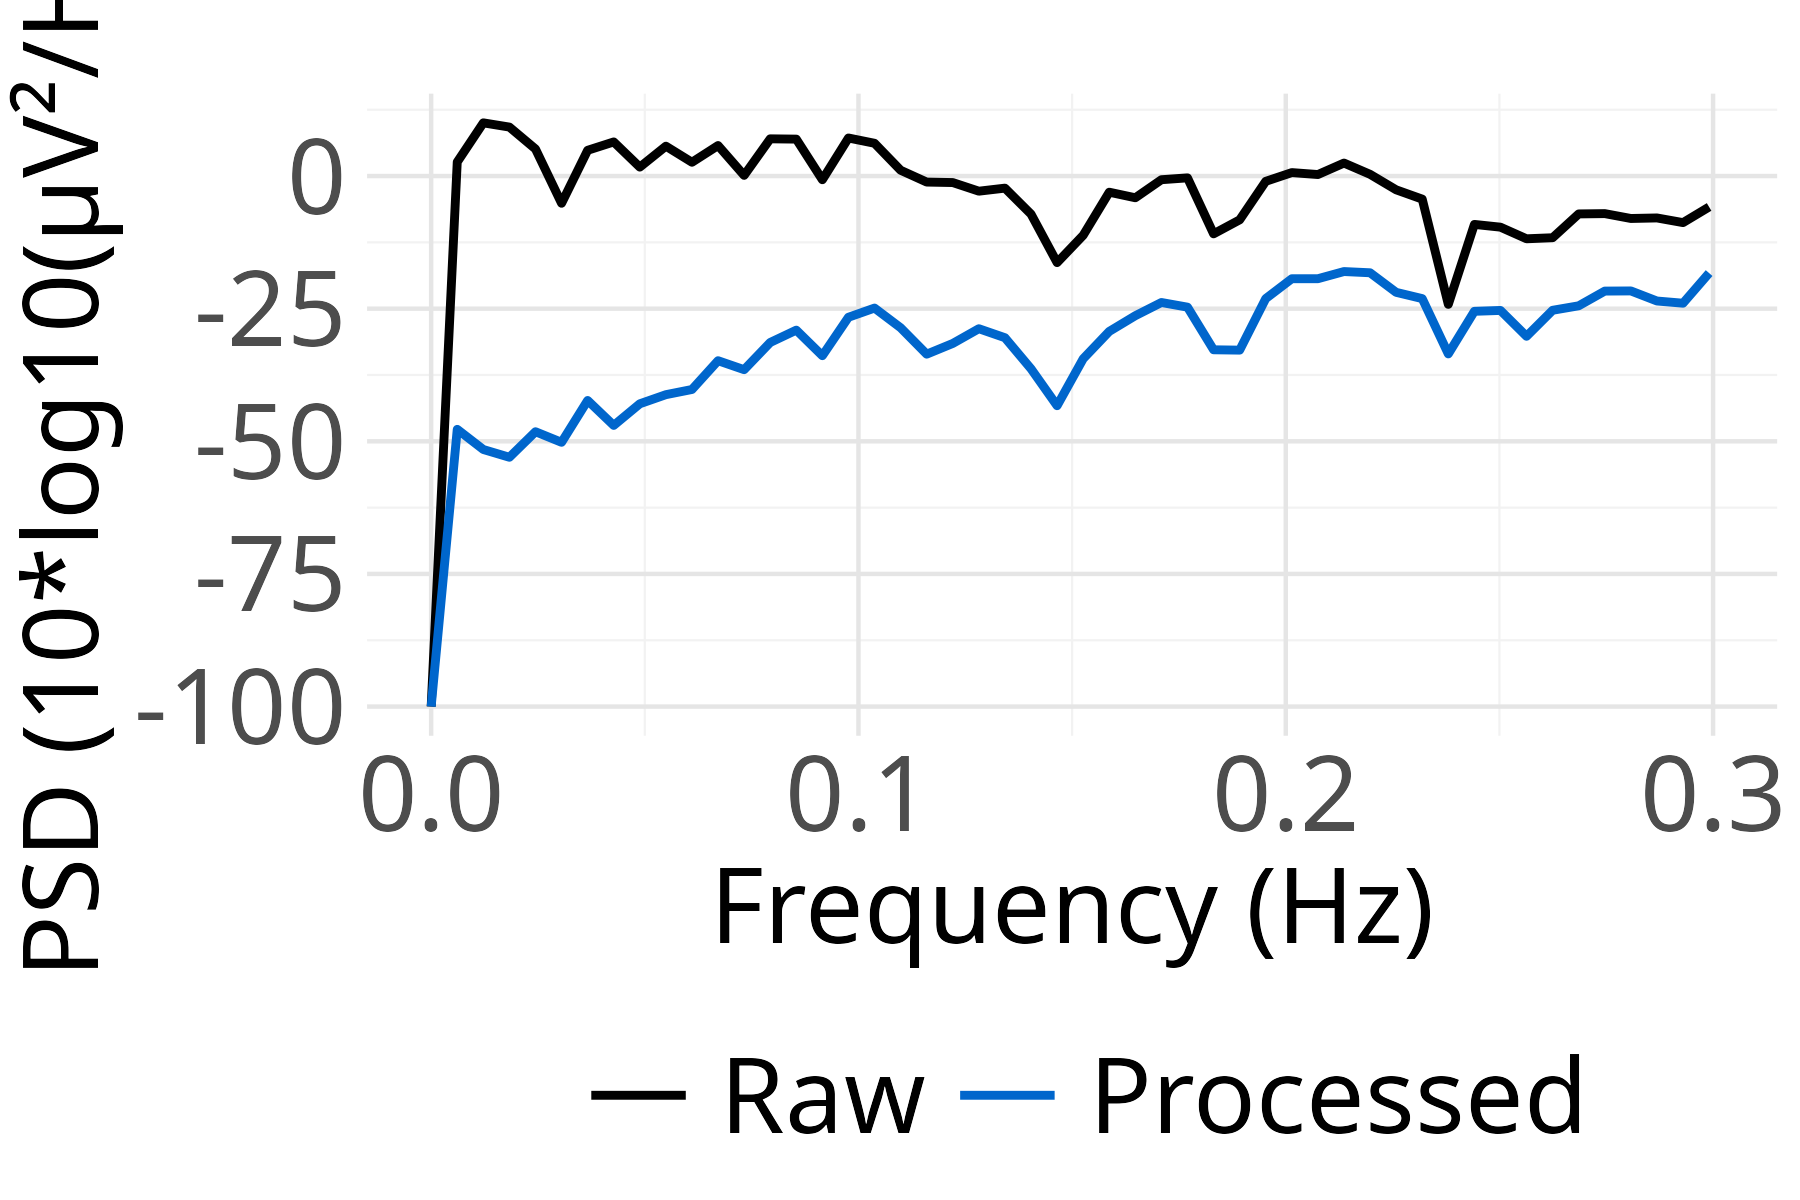 PSD (10*log10(µV²/H
0
-25
-50
-75
-100
0.0 0.1 0.2 0.3
Frequency (Hz)
Raw Processed